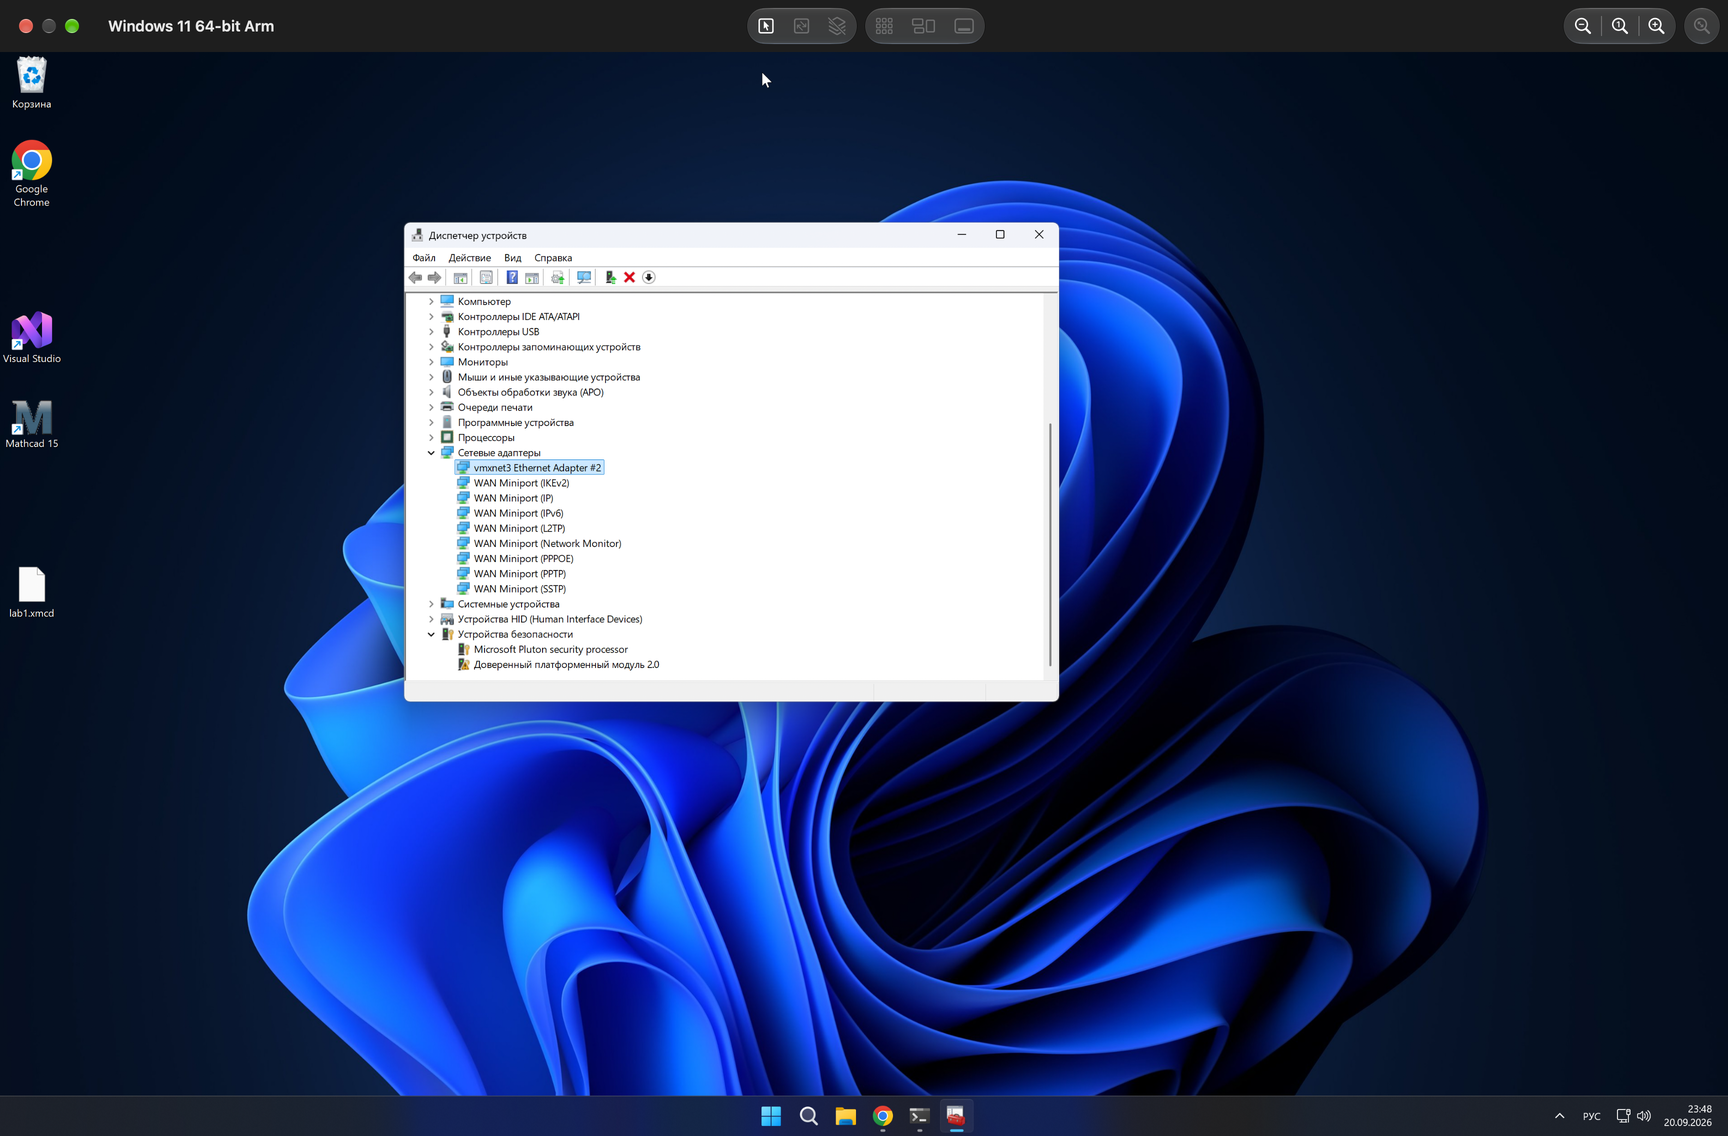 Windows 11 64-bit Arm
Корзина
Google
Chrome
Visual Studio
Mathcad 15
lab1.xmcd
Диспетчер устройств
Файл Действие Вид Справка
Компьютер
Контроллеры IDE ATA/ATAPI
Контроллеры USB
Контроллеры запоминающих устройств
Мониторы
Мыши и иные указывающие устройства
Объекты обработки звука (APO)
Очереди печати
Программные устройства
Процессоры
Сетевые адаптеры
vmxnet3 Ethernet Adapter #2
WAN Miniport (IKEv2)
WAN Miniport (IP)
WAN Miniport (IPv6)
WAN Miniport (L2TP)
WAN Miniport (Network Monitor)
WAN Miniport (PPPOE)
WAN Miniport (PPTP)
WAN Miniport (SSTP)
Системные устройства
Устройства HID (Human Interface Devices)
Устройства безопасности
Microsoft Pluton security processor
Доверенный платформенный модуль 2.0
РУС
23:48
20.09.2026